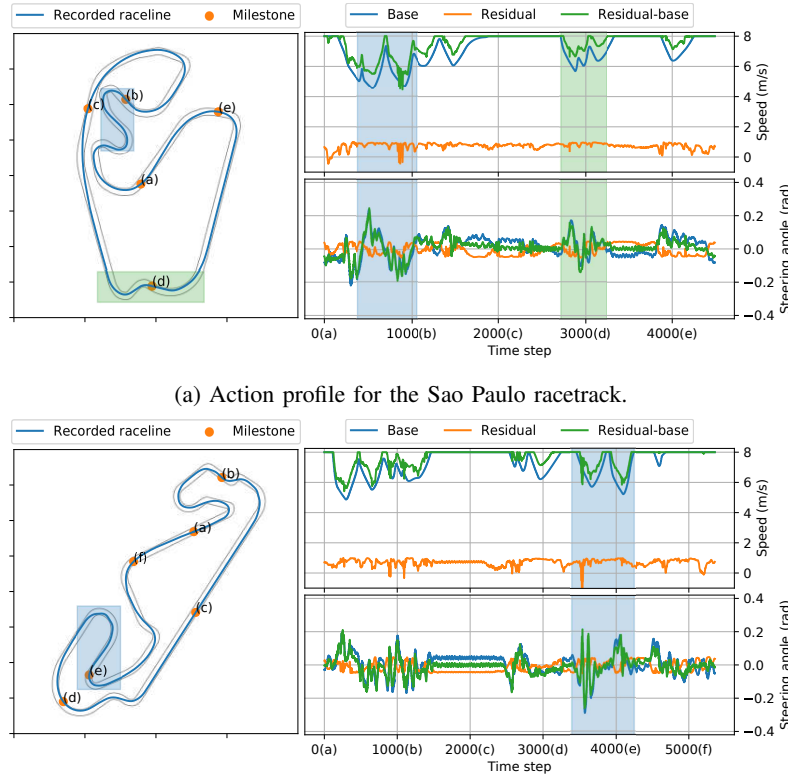 Recorded raceline Milestone
Base Residual Residual-base
(b)
(c)
(e)
(a)
(d)
8
6
4
2
0
Speed (m/s)
0.4
0.2
0.0
−0.2
−0.4
Steering angle (rad)
0(a) 1000(b) 2000(c) 3000(d) 4000(e)
Time step
(a) Action profile for the Sao Paulo racetrack.
Recorded raceline Milestone
Base Residual Residual-base
(b)
(a)
(f)
(c)
(e)
(d)
8
6
4
2
0
Speed (m/s)
0.4
0.2
0.0
−0.2
−0.4
Steering angle (rad)
0(a) 1000(b) 2000(c) 3000(d) 4000(e) 5000(f)
Time step